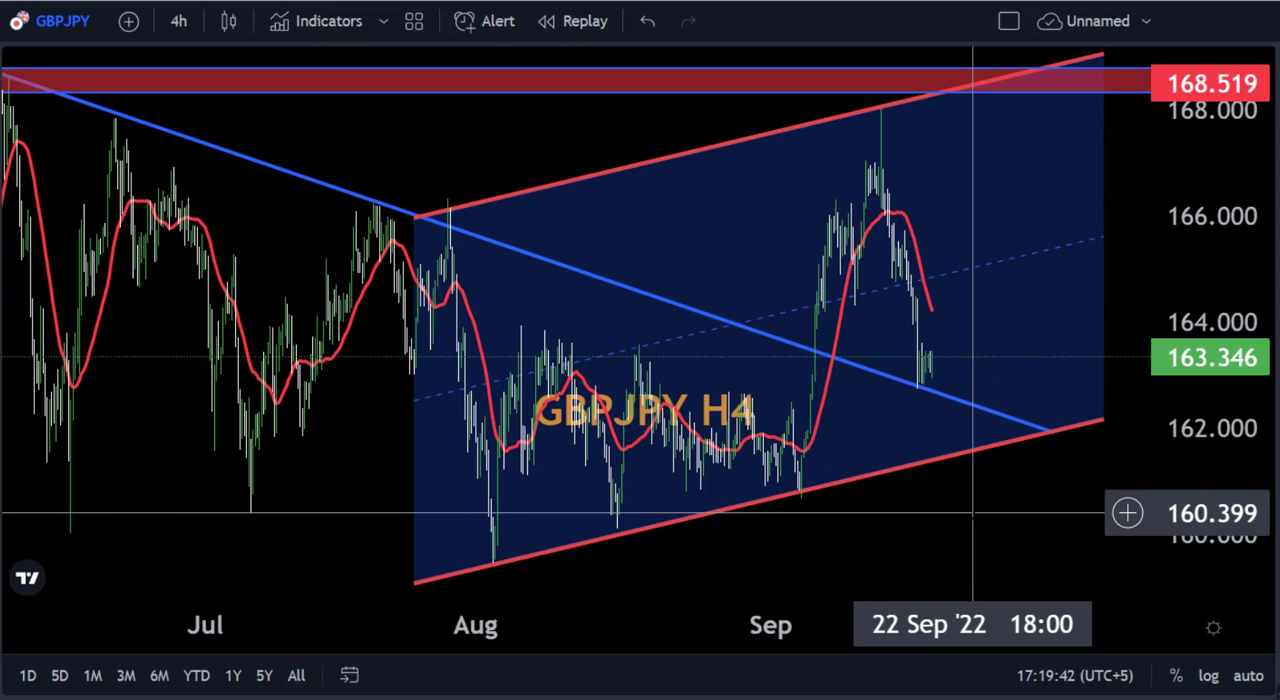 GBPJPY 4h Indicators Alert Replay Unnamed
168.519
168.000
166.000
164.000
163.346
GBPJPY H4
162.000
160.399
160.000
Jul Aug Sep 22 Sep '22 18:00
1D 5D 1M 3M 6M YTD 1Y 5Y All 17:19:42 (UTC+5) % log auto